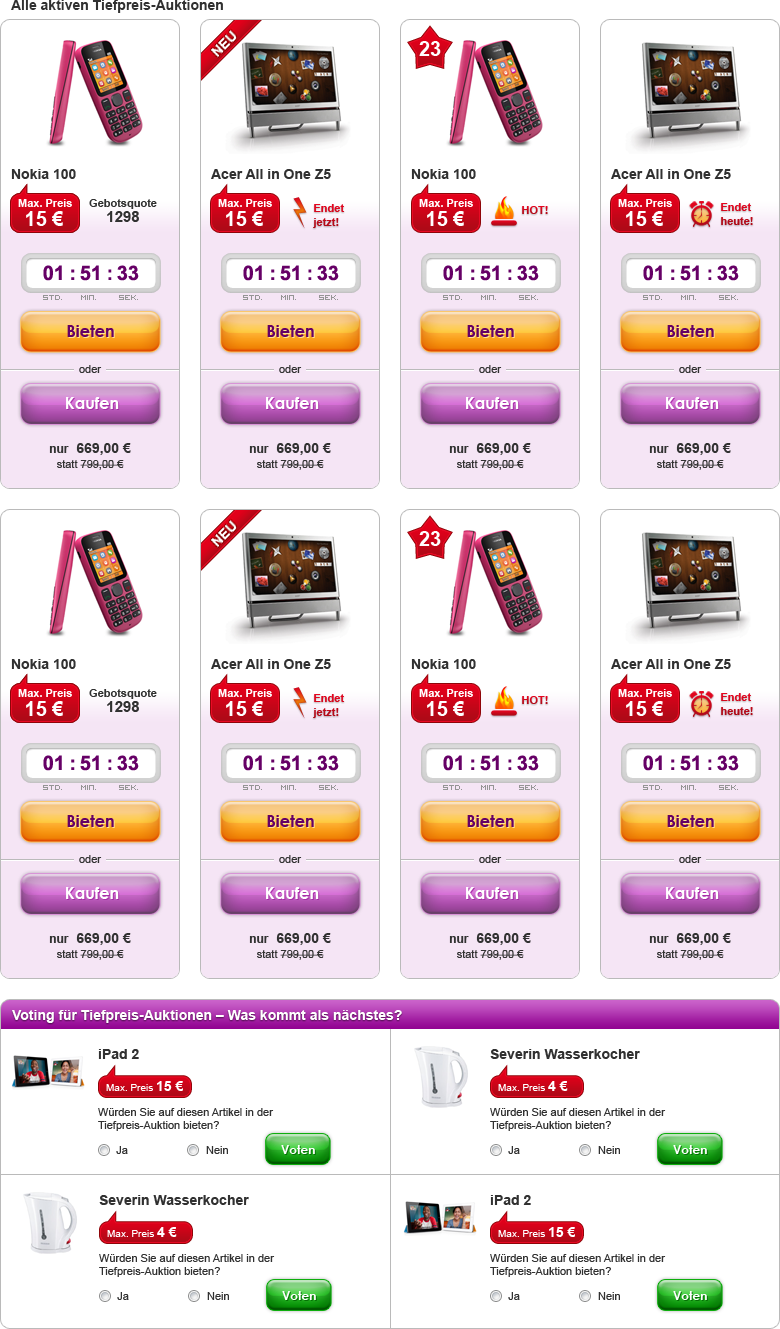 Alle aktiven Tiefpreis-Auktionen
NEU
23
Nokia 100
Acer All in One Z5
Nokia 100
Acer All in One Z5
Max. Preis
15 €
Gebotsquote
1298
Max. Preis
15 €
Endet
jetzt!
Max. Preis
15 €
HOT!
Max. Preis
15 €
Endet
heute!
01 : 51 : 33
01 : 51 : 33
01 : 51 : 33
01 : 51 : 33
STD. MIN. SEK.
STD. MIN. SEK.
STD. MIN. SEK.
STD. MIN. SEK.
Bieten
Bieten
Bieten
Bieten
oder
oder
oder
oder
Kaufen
Kaufen
Kaufen
Kaufen
nur 669,00 €
nur 669,00 €
nur 669,00 €
nur 669,00 €
statt 799,00 €
statt 799,00 €
statt 799,00 €
statt 799,00 €
NEU
23
Nokia 100
Acer All in One Z5
Nokia 100
Acer All in One Z5
Max. Preis
15 €
Gebotsquote
1298
Max. Preis
15 €
Endet
jetzt!
Max. Preis
15 €
HOT!
Max. Preis
15 €
Endet
heute!
01 : 51 : 33
01 : 51 : 33
01 : 51 : 33
01 : 51 : 33
STD. MIN. SEK.
STD. MIN. SEK.
STD. MIN. SEK.
STD. MIN. SEK.
Bieten
Bieten
Bieten
Bieten
oder
oder
oder
oder
Kaufen
Kaufen
Kaufen
Kaufen
nur 669,00 €
nur 669,00 €
nur 669,00 €
nur 669,00 €
statt 799,00 €
statt 799,00 €
statt 799,00 €
statt 799,00 €
Voting für Tiefpreis-Auktionen – Was kommt als nächstes?
iPad 2
Max. Preis 15 €
Würden Sie auf diesen Artikel in der
Tiefpreis-Auktion bieten?
Ja Nein Voten
Severin Wasserkocher
Max. Preis 4 €
Würden Sie auf diesen Artikel in der
Tiefpreis-Auktion bieten?
Ja Nein Voten
Severin Wasserkocher
Max. Preis 4 €
Würden Sie auf diesen Artikel in der
Tiefpreis-Auktion bieten?
Ja Nein Voten
iPad 2
Max. Preis 15 €
Würden Sie auf diesen Artikel in der
Tiefpreis-Auktion bieten?
Ja Nein Voten